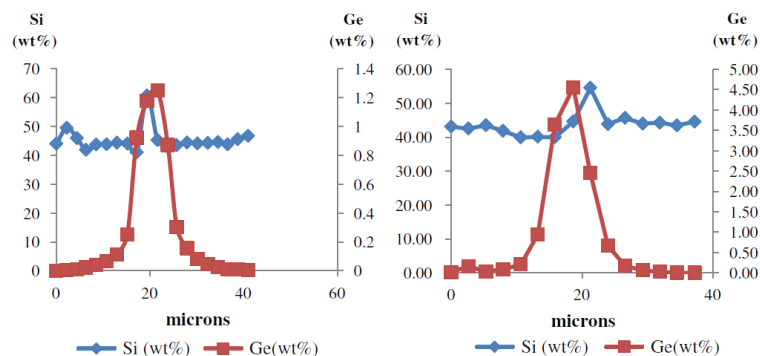 Si
(wt%)
Ge
(wt%)
70
60
50
40
30
20
10
0
1.4
1.2
1
0.8
0.6
0.4
0.2
0
0
20
40
60
microns
Si (wt%)
Ge(wt%)
Si
(wt%)
Ge
(wt%)
60.00
50.00
40.00
30.00
20.00
10.00
0.00
5.00
4.50
4.00
3.50
3.00
2.50
2.00
1.50
1.00
0.50
0.00
0
20
40
microns
Si (wt%)
Ge(wt%)